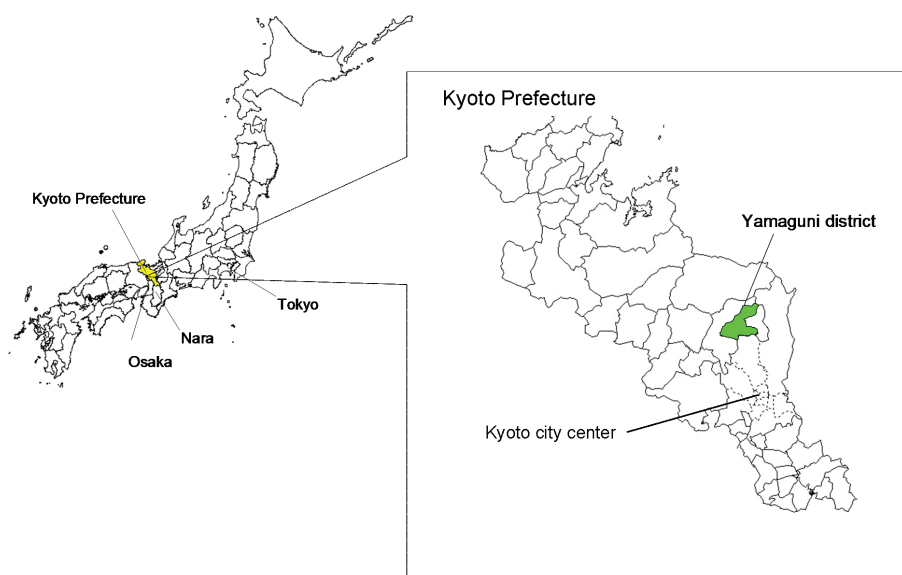 Kyoto Prefecture
Tokyo
Nara
Osaka
Kyoto Prefecture
Yamaguni district
Kyoto city center